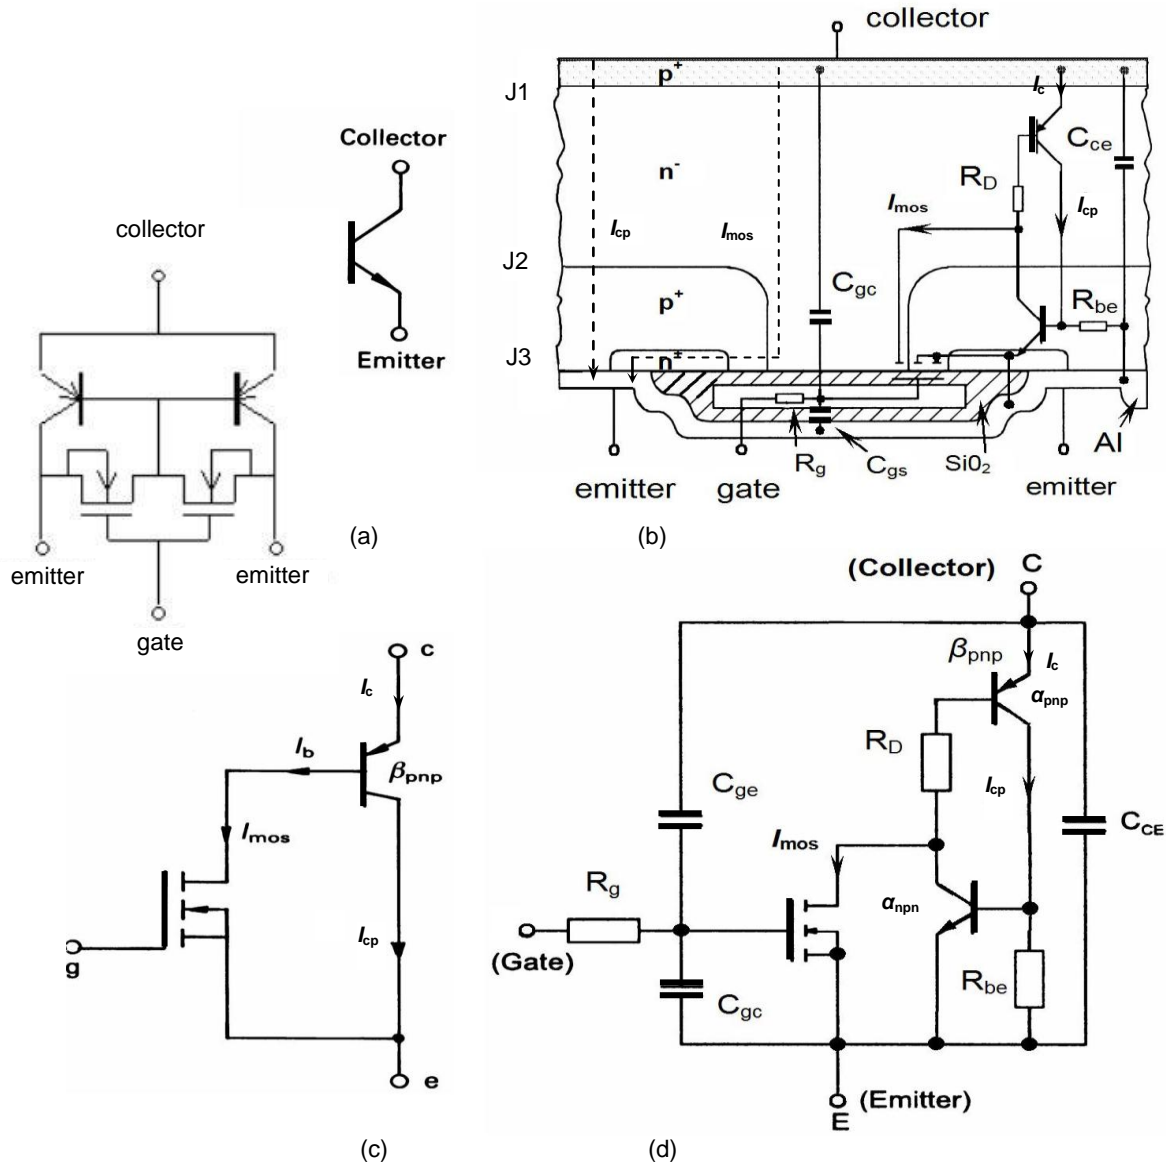 Collector
Emitter
collector
emitter
emitter
gate
(a)
collector
J1
p+
Ic
Cce
n-
RD
Icp
Imos
Imos
Icp
J2
Cgc
p+
Rbe
J3
n+
Rg
Cgs
SiO2
Al
emitter
gate
emitter
(b)
c
Ic
Ib
βpnp
Imos
Icp
g
e
(c)
(Collector)
C
βpnp
Ic
αpnp
RD
Icp
Cge
CCE
Imos
Rg
αnpn
(Gate)
Rbe
Cgc
E
(Emitter)
(d)